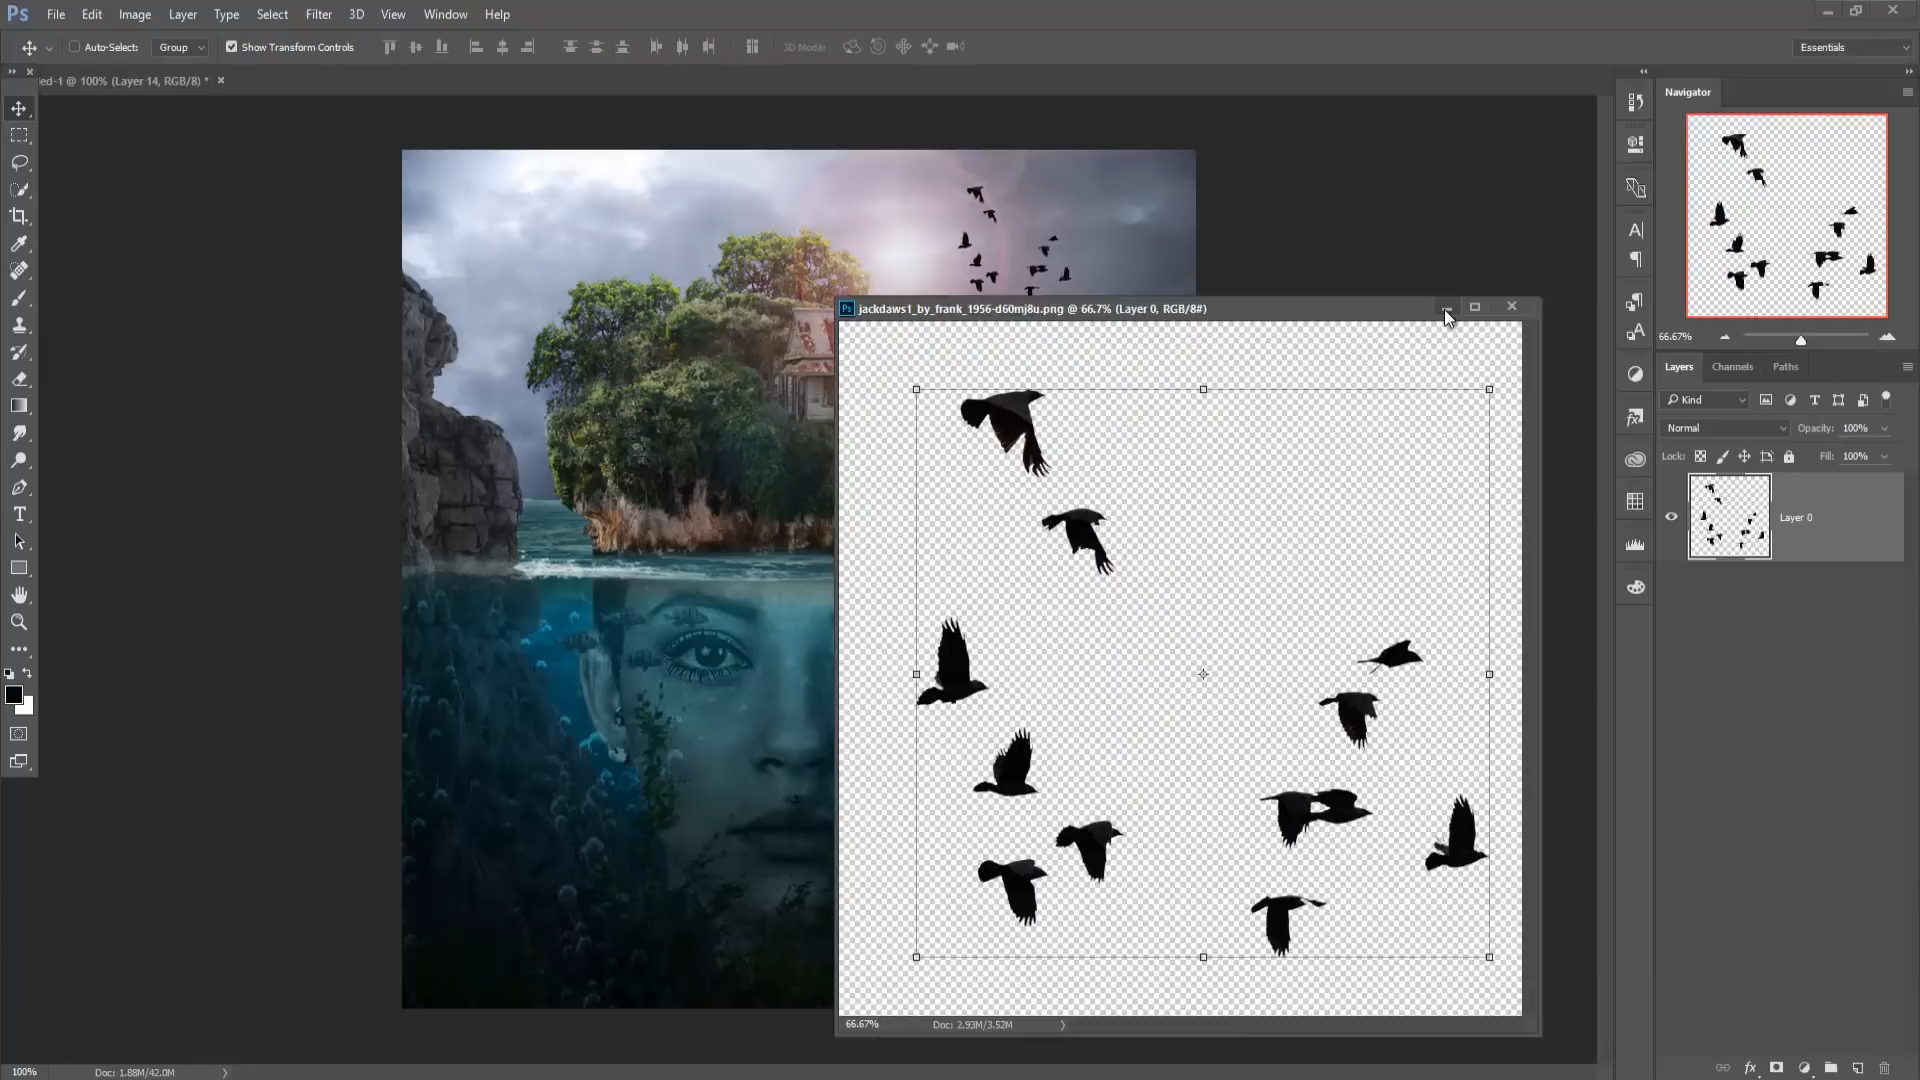 Ps File Edit Image Layer Type Select Filter 3D View Window Help
Auto-Select: Group Show Transform Controls 3D Mode: Essentials
ed-1 @ 100% (Layer 14, RGB/8) *
Navigator
Ps jackdaws1_by_frank_1956-d60mj8u.png @ 66.7% (Layer 0, RGB/8#)
66.67%
Layers Channels Paths
Kind
Normal Opacity: 100%
Lock: Fill: 100%
Layer 0
66.67% Doc: 2.93M/3.52M
100% Doc: 1.88M/42.0M